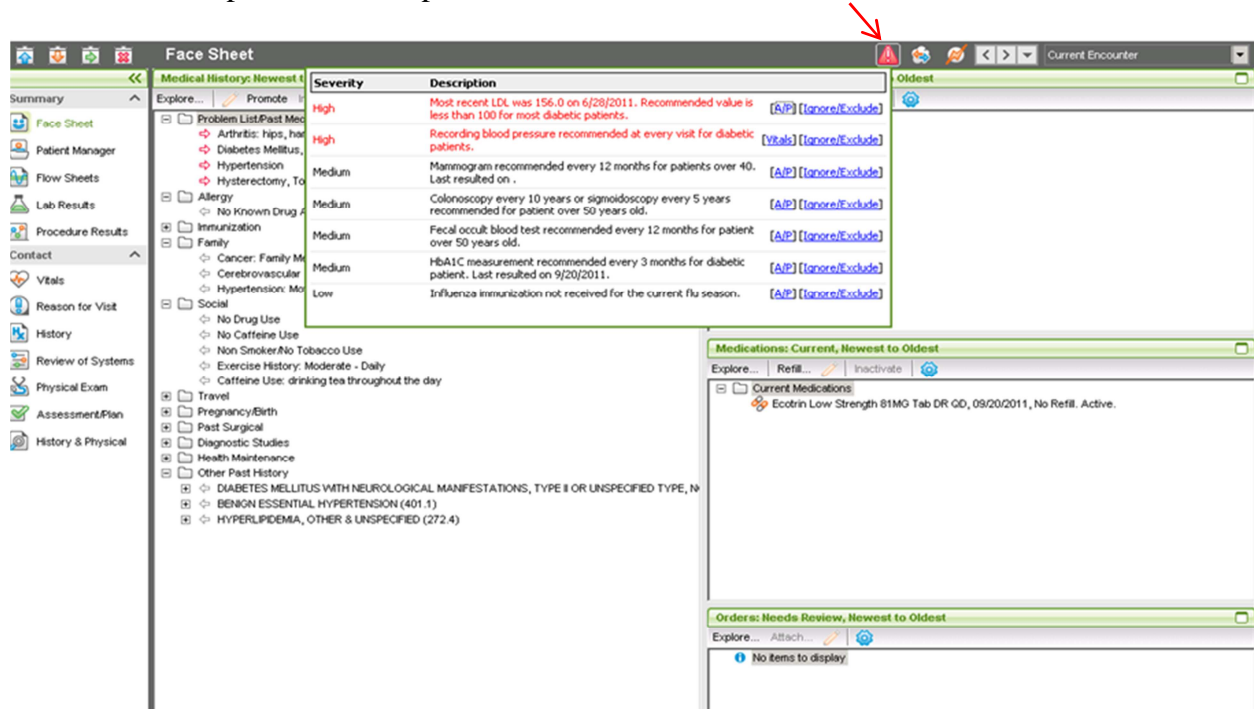 Face Sheet
Current Encounter
Summary
Face Sheet
Patient Manager
Flow Sheets
Lab Results
Procedure Results
Contact
Vitals
Reason for Visit
History
Review of Systems
Physical Exam
Assessment/Plan
History & Physical
Medical History: Newest t
Explore... Promote
Problem List/Past Med
Arthritis: hips, har
Diabetes Mellitus,
Hypertension
Hysterectomy, To
Allergy
No Known Drug A
Immunization
Family
Cancer: Family Me
Cerebrovascular
Hypertension: Mo
Social
No Drug Use
No Caffeine Use
Non Smoker/No Tobacco Use
Exercise History: Moderate - Daily
Caffeine Use: drinking tea throughout the day
Travel
Pregnancy/Birth
Past Surgical
Diagnostic Studies
Health Maintenance
Other Past History
DIABETES MELLITUS WITH NEUROLOGICAL MANIFESTATIONS, TYPE II OR UNSPECIFIED TYPE, N
BENIGN ESSENTIAL HYPERTENSION (401.1)
HYPERLIPIDEMIA, OTHER & UNSPECIFIED (272.4)
Severity Description
High Most recent LDL was 156.0 on 6/28/2011. Recommended value is
less than 100 for most diabetic patients. [A/P] [Ignore/Exclude]
High Recording blood pressure recommended at every visit for diabetic
patients. [Vitals] [Ignore/Exclude]
Medium Mammogram recommended every 12 months for patients over 40.
Last resulted on . [A/P] [Ignore/Exclude]
Medium Colonoscopy every 10 years or sigmoidoscopy every 5 years
recommended for patient over 50 years old. [A/P] [Ignore/Exclude]
Medium Fecal occult blood test recommended every 12 months for patient
over 50 years old. [A/P] [Ignore/Exclude]
Medium HbA1C measurement recommended every 3 months for diabetic
patient. Last resulted on 9/20/2011. [A/P] [Ignore/Exclude]
Low Influenza immunization not received for the current flu season. [A/P] [Ignore/Exclude]
Oldest
Medications: Current, Newest to Oldest
Explore... Refill... Inactivate
Current Medications
Ecotrin Low Strength 81MG Tab DR QD, 09/20/2011, No Refill. Active.
Orders: Needs Review, Newest to Oldest
Explore... Attach...
No items to display